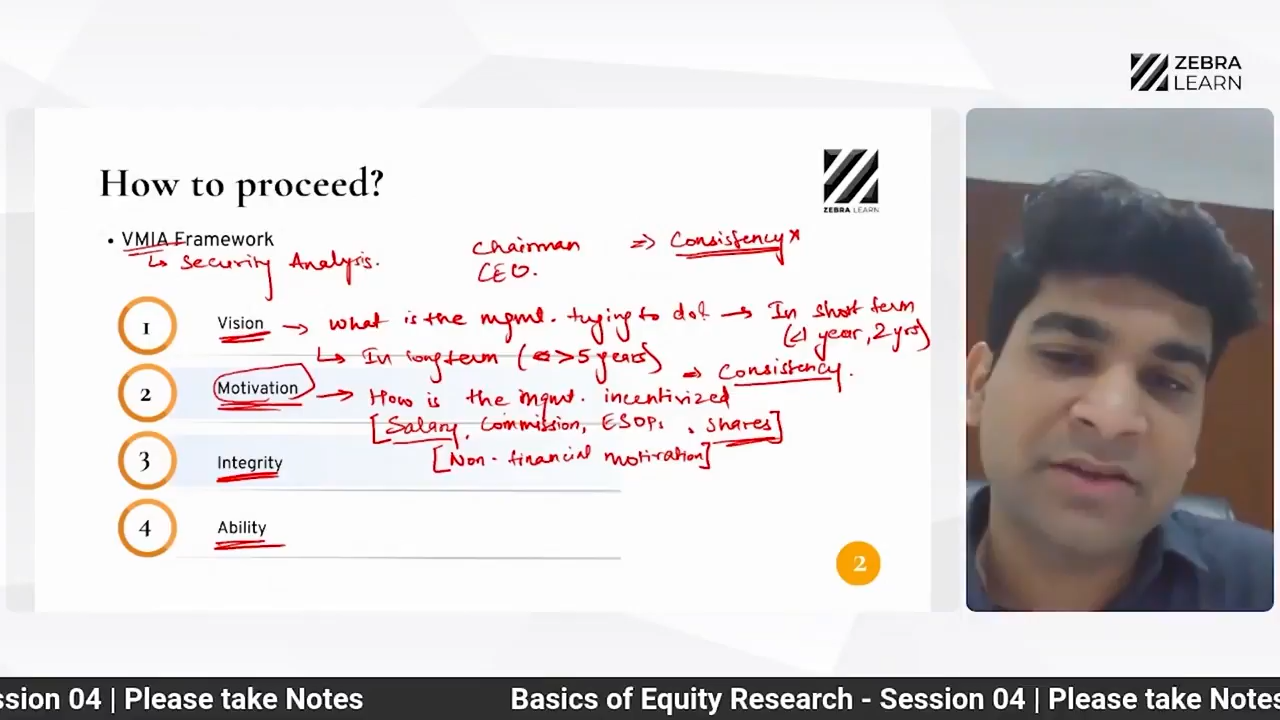 ZEBRA
LEARN
How to proceed?
ZEBRA LEARN
• VMIA Framework
↳ Security Analysis.
Chairman
CEO.
=> Consistency*
1
Vision → What is the mgmt. trying to do? → In short term
(<1 year, 2 yrs)
↳ In long term (>5 years)
=> Consistency.
2
Motivation → How is the mgmt. incentivized
[Salary, Commission, ESOPs, shares]
[Non-financial motivation]
3
Integrity
4
Ability
2
ssion 04 | Please take Notes
Basics of Equity Research - Session 04 | Please take Notes